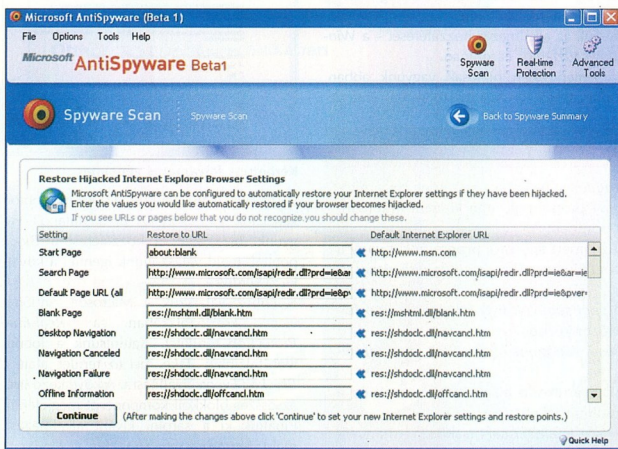 Microsoft AntiSpyware (Beta 1)
File Options Tools Help
Microsoft AntiSpyware Beta1
Spyware Scan
Real-time Protection
Advanced Tools
Spyware Scan
Spyware Scan
Back to Spyware Summary
Restore Hijacked Internet Explorer Browser Settings
Microsoft AntiSpyware can be configured to automatically restore your Internet Explorer settings if they have been hijacked.
Enter the values you would like automatically restored if your browser becomes hijacked.
If you see URLs or pages below that you do not recognize you should change these.
Setting Restore to URL Default Internet Explorer URL
Start Page about:blank http://www.msn.com
Search Page http://www.microsoft.com/isapi/redir.dll?prd=ie&ar http://www.microsoft.com/isapi/redir.dll?prd=ie&ar=ie
Default Page URL (all http://www.microsoft.com/isapi/redir.dll?prd=ie&pv http://www.microsoft.com/isapi/redir.dll?prd=ie&pver=
Blank Page res://mshtml.dll/blank.htm res://mshtml.dll/blank.htm
Desktop Navigation res://shdoclc.dll/navcancl.htm res://shdoclc.dll/navcancl.htm
Navigation Canceled res://shdoclc.dll/navcancl.htm res://shdoclc.dll/navcancl.htm
Navigation Failure res://shdoclc.dll/navcancl.htm res://shdoclc.dll/navcancl.htm
Offline Information res://shdoclc.dll/offcancl.htm res://shdoclc.dll/offcancl.htm
Continue (After making the changes above click 'Continue' to set your new Internet Explorer settings and restore points.)
Quick Help